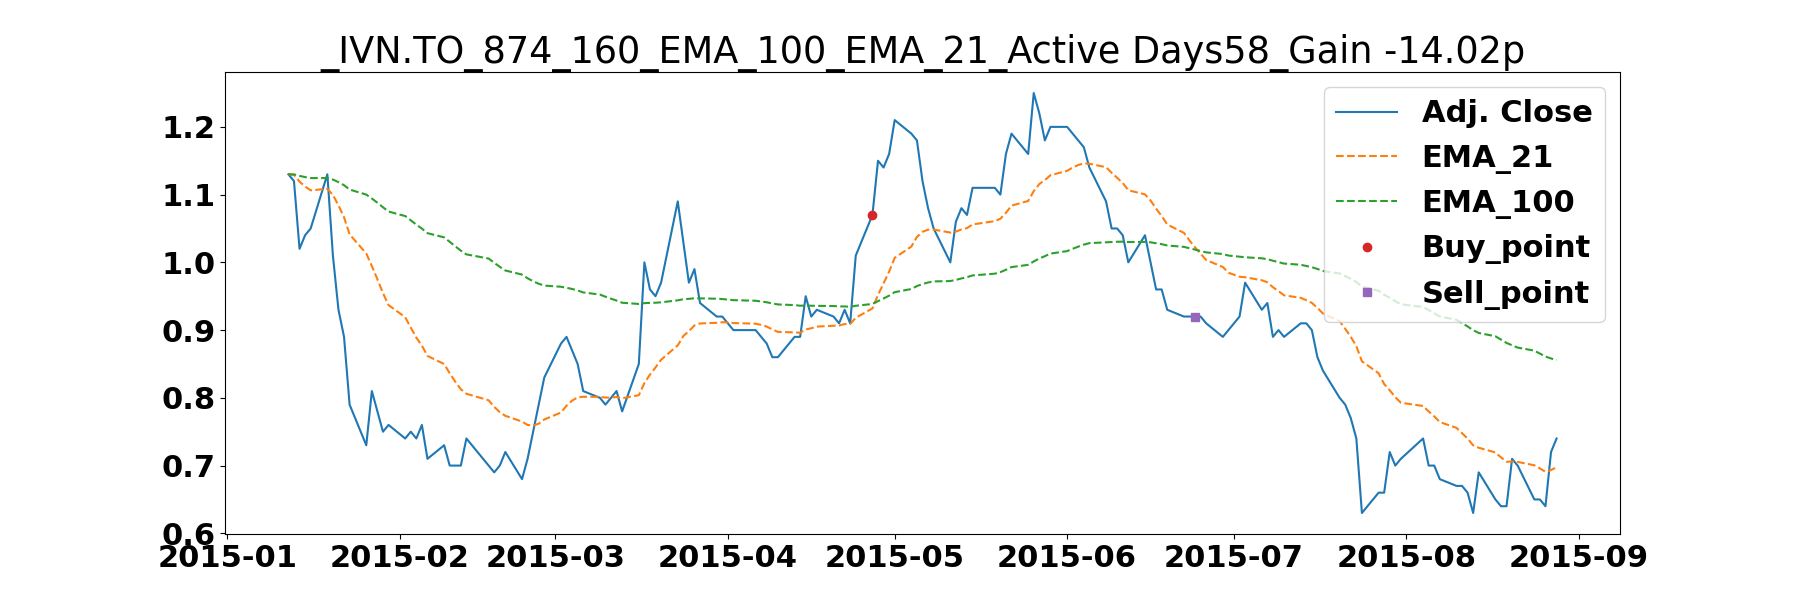 _IVN.TO_874_160_EMA_100_EMA_21_Active Days58_Gain -14.02p
Adj. Close
EMA_21
EMA_100
Buy_point
Sell_point
1.2
1.1
1.0
0.9
0.8
0.7
0.6
2015-01 2015-02 2015-03 2015-04 2015-05 2015-06 2015-07 2015-08 2015-09